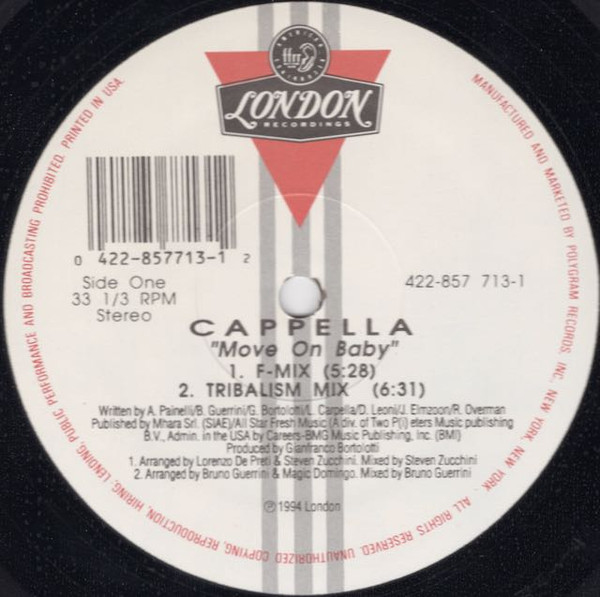 ffrr
LONDON
RECORDINGS
0 422-857713-1 2
Side One
33 1/3 RPM
Stereo
422-857 713-1
CAPPELLA
"Move On Baby"
1. F-MIX (5:28)
2. TRIBALISM MIX (6:31)
Written by A. Painelli/B. Guerrini/G. Bortolotti/L. Carpella/D. Leoni/J. Elmzoon/R. Overman
Published by Mhara Srl. (SIAE)/All Star Fresh Music (A div. of Two P(i) eters Music publishing
B.V., Admin. in the USA by Careers-BMG Music Publishing, Inc. (BMI)
Produced by Gianfranco Bortolotti
1. Arranged by Lorenzo De Preti & Steven Zucchini. Mixed by Steven Zucchini
2. Arranged by Bruno Guerrini & Magic Domingo. Mixed by Bruno Guerrini
℗ 1994 London
MANUFACTURED AND MARKETED BY POLYGRAM RECORDS, INC., NEW YORK, NEW YORK. ALL RIGHTS RESERVED. UNAUTHORIZED COPYING, REPRODUCTION, HIRING, LENDING, PUBLIC PERFORMANCE AND BROADCASTING PROHIBITED. PRINTED IN USA.